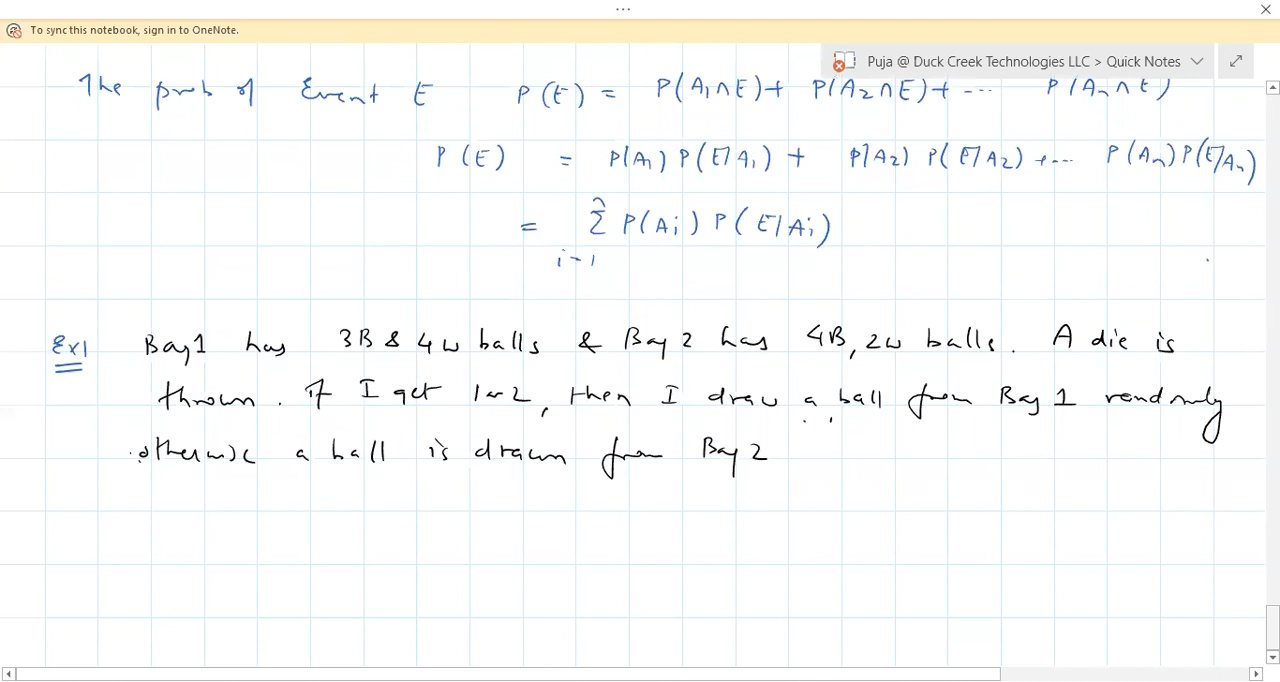 ...
To sync this notebook, sign in to OneNote.
Puja @ Duck Creek Technologies LLC > Quick Notes
The prob of Event E P(E) = P(A₁∩E)+ P(A₂∩E)+ --- P(Aₙ∩E)
P(E) = P(A₁) P(E/A₁) + P(A₂) P(E/A₂) +--- P(Aₙ)P(E/Aₙ)
n
= Σ P(Ai) P(E/Ai)
i=1
Ex1 Bag1 has 3B & 4w balls & Bag 2 has 4B, 2w balls. A die is
thrown. if I get 1 or 2, then I draw a ball from Bag 1 randomly
otherwise a ball is drawn from Bag 2